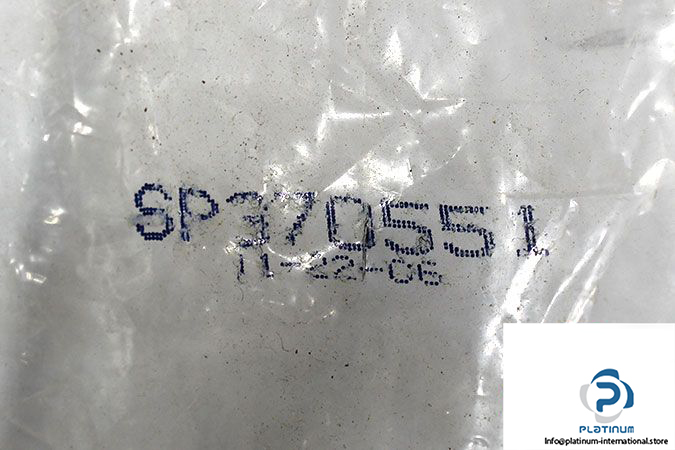 SP370551
11-22-06
PLATINUM
Info@platinum-international.store